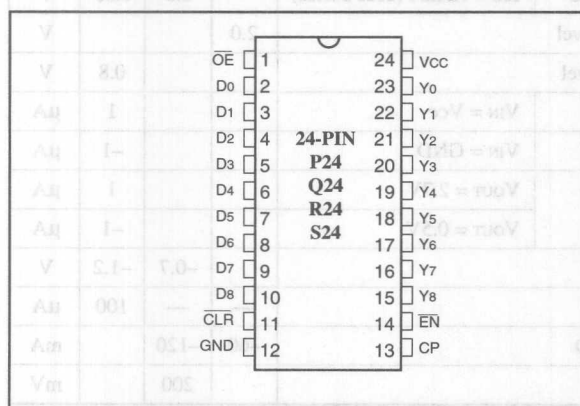 OE 1 24 VCC
D0 2 23 Y0
D1 3 22 Y1
D2 4 24-PIN 21 Y2
D3 5 P24 20 Y3
D4 6 Q24 19 Y4
D5 7 R24 18 Y5
D6 8 S24 17 Y6
D7 9 16 Y7
D8 10 15 Y8
CLR 11 14 EN
GND 12 13 CP